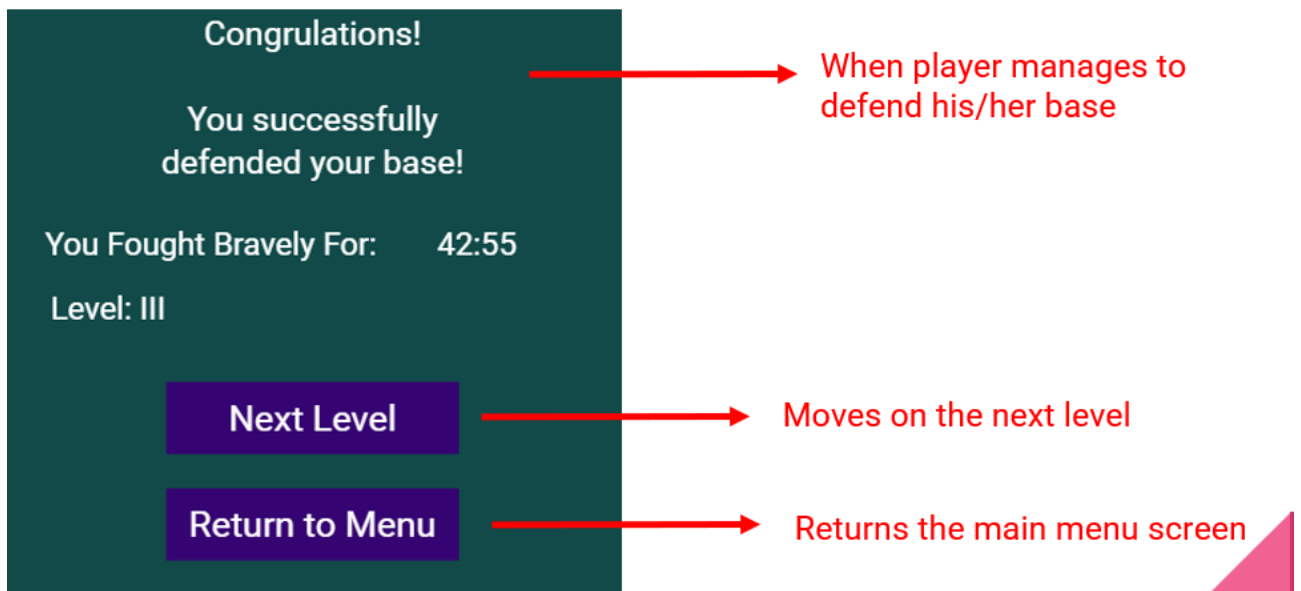 Congrulations!
When player manages to
defend his/her base
You successfully
defended your base!
You Fought Bravely For: 42:55
Level: III
Next Level
Moves on the next level
Return to Menu
Returns the main menu screen